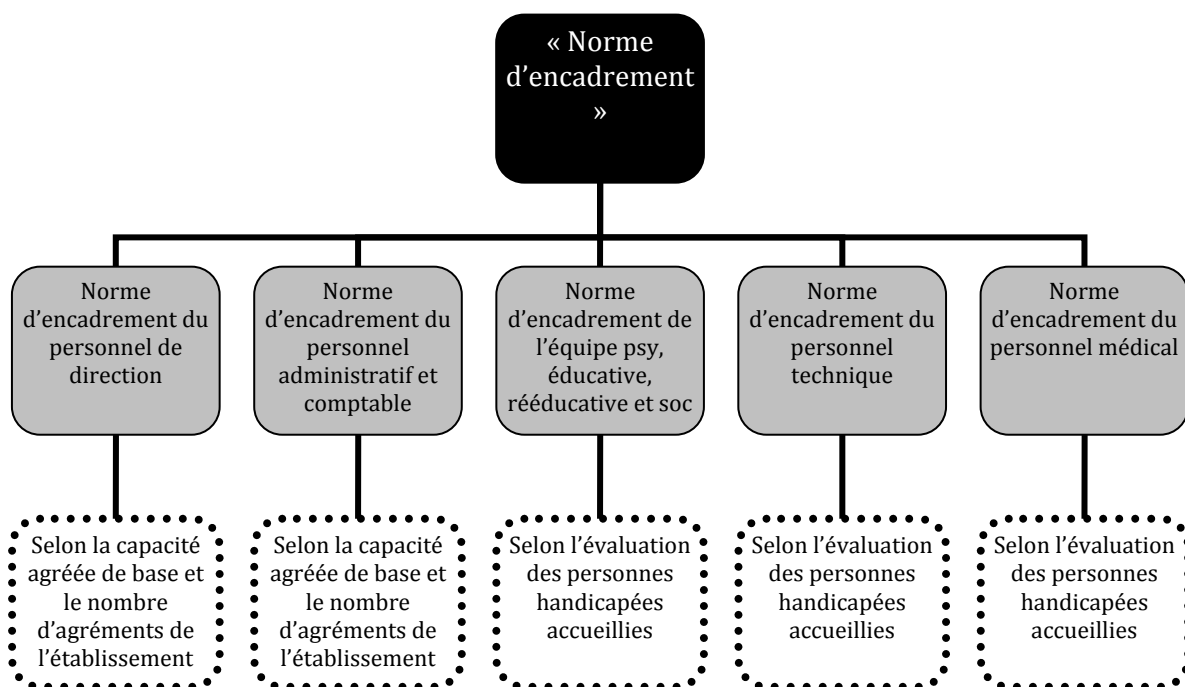 « Norme
d’encadrement
»
Norme
d’encadrement du
personnel de
direction
Norme
d’encadrement du
personnel
administratif et
comptable
Norme
d’encadrement de
l’équipe psy,
éducative,
rééducative et soc
Norme
d’encadrement du
personnel
technique
Norme
d’encadrement du
personnel médical
Selon la capacité
agréée de base et
le nombre
d’agréments de
l’établissement
Selon la capacité
agréée de base et
le nombre
d’agréments de
l’établissement
Selon l’évaluation
des personnes
handicapées
accueillies
Selon l’évaluation
des personnes
handicapées
accueillies
Selon l’évaluation
des personnes
handicapées
accueillies